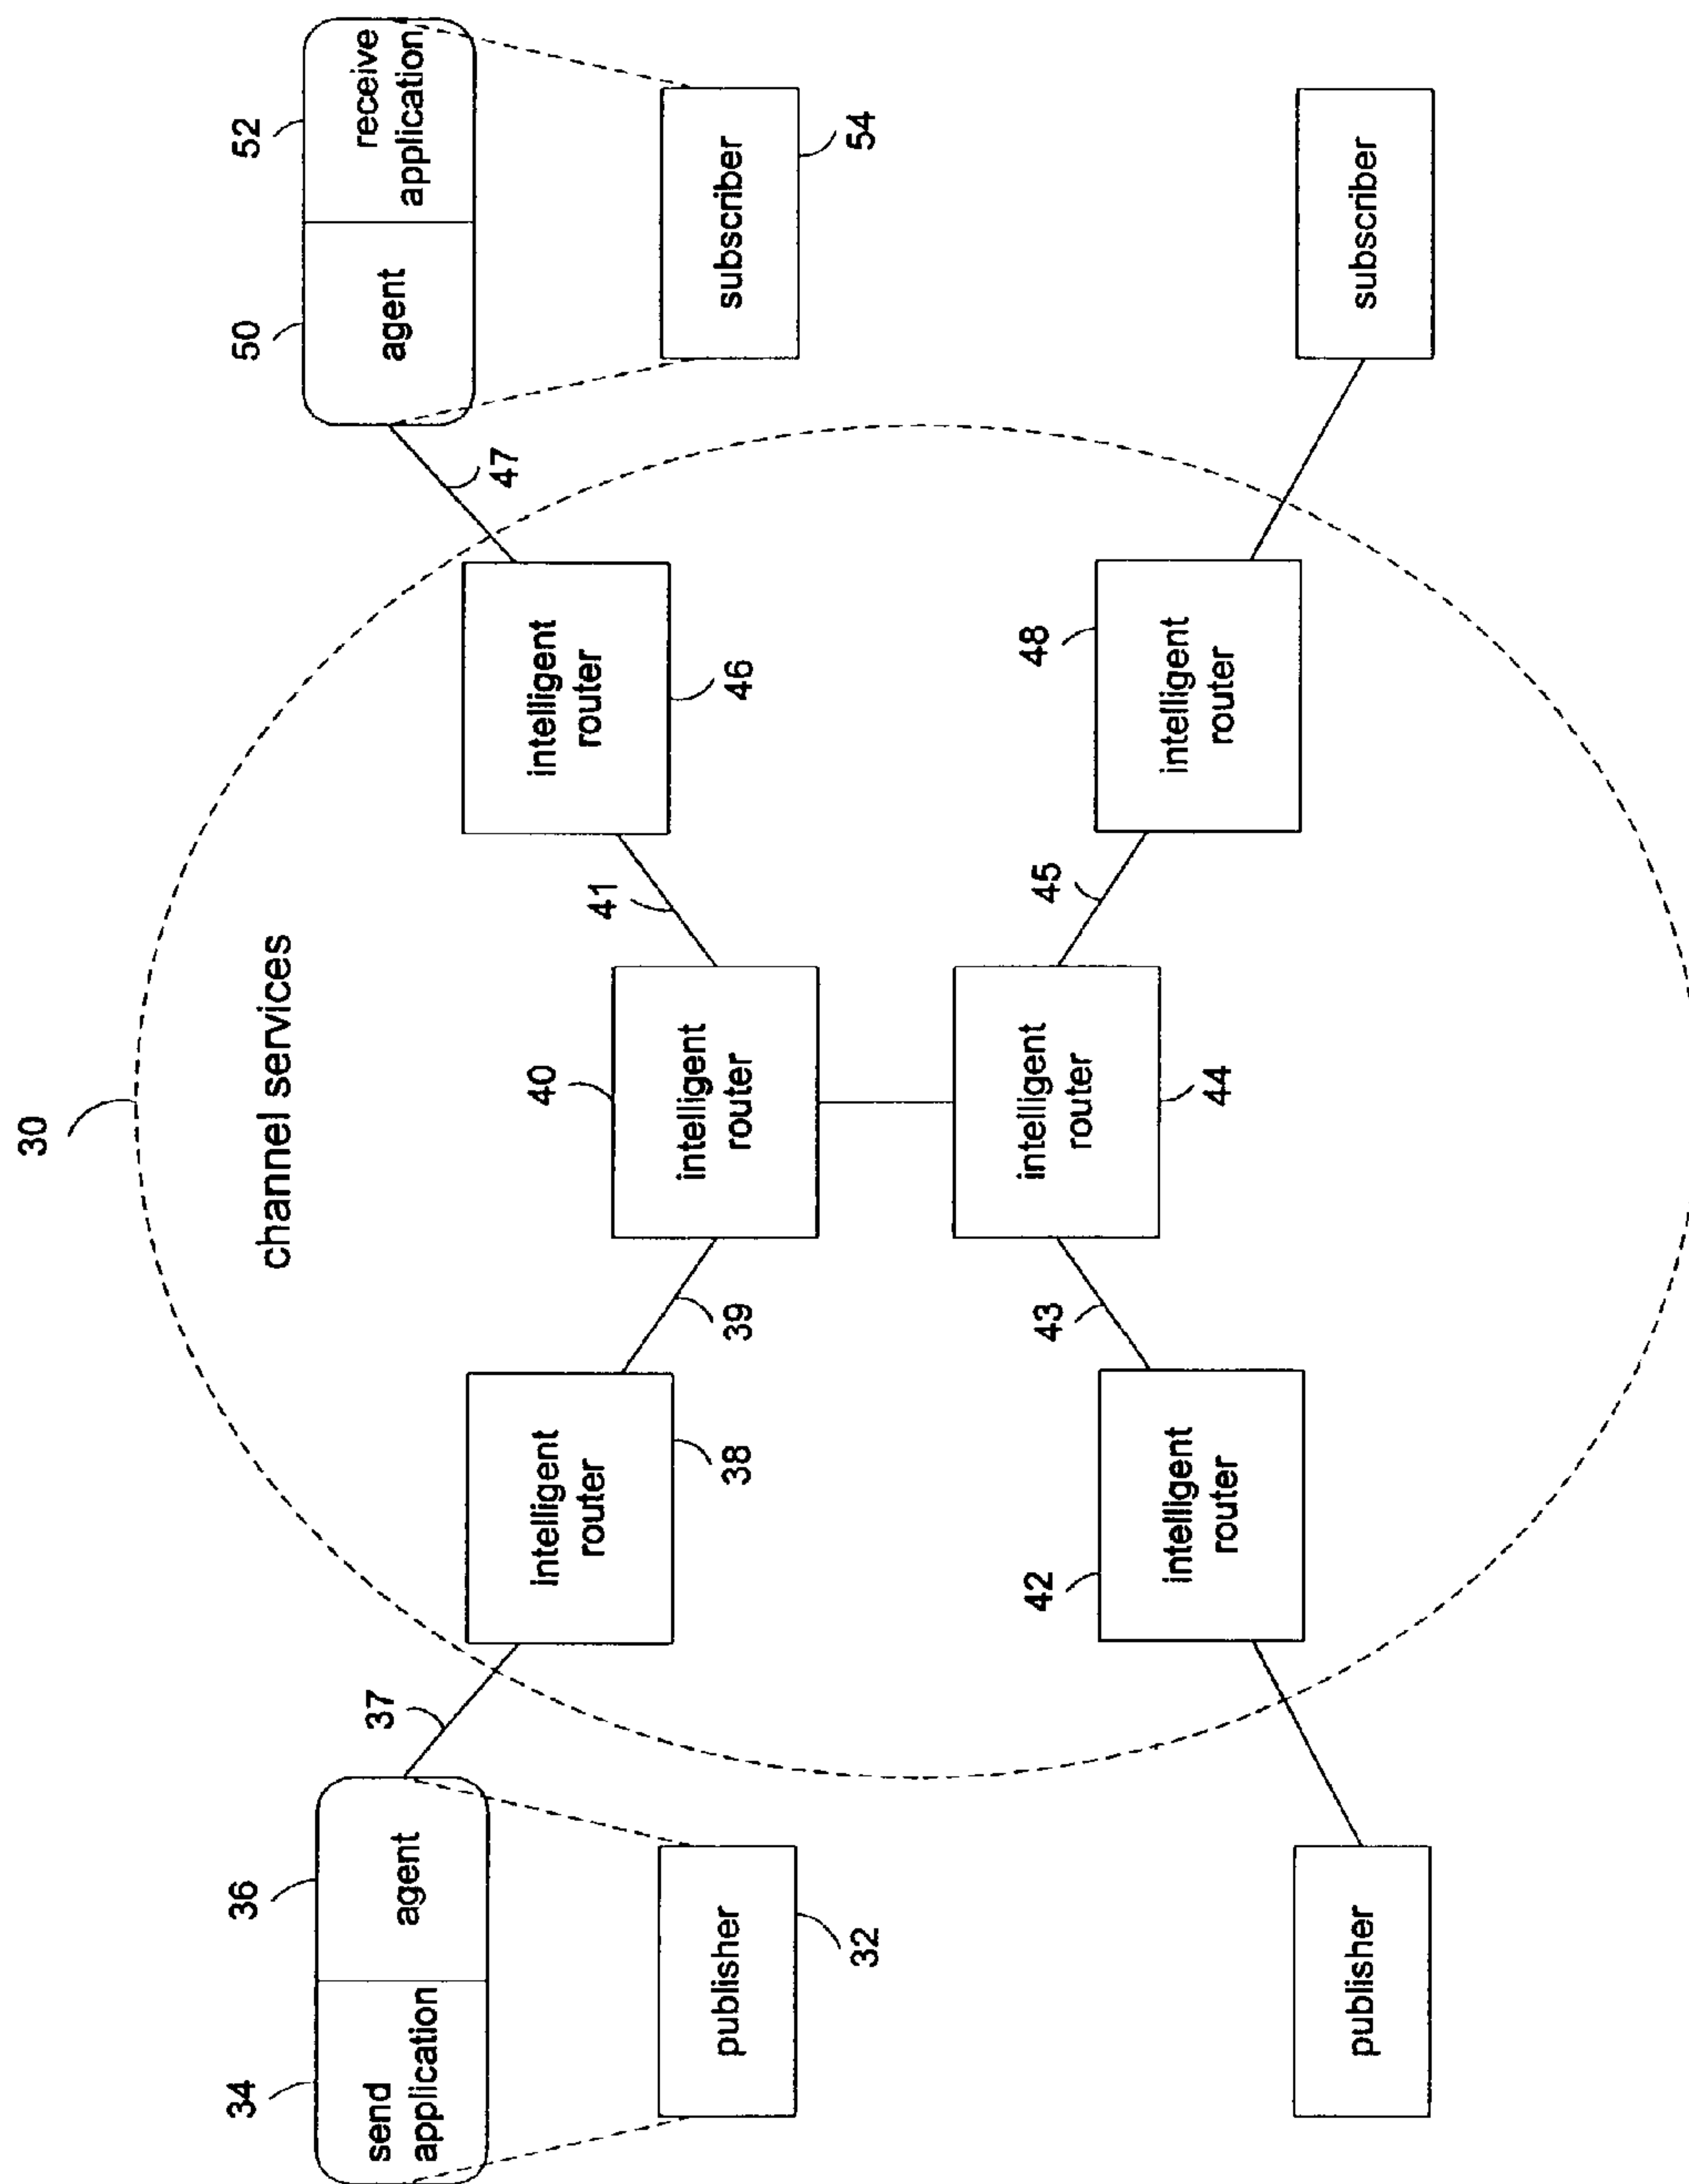 30
channel services
34
send
application
36
agent
37
publisher
32
50
agent
52
receive
application
47
subscriber
54
intelligent
router
38
39
40
intelligent
router
41
intelligent
router
46
42
intelligent
router
43
intelligent
router
44
45
48
intelligent
router
publisher
subscriber